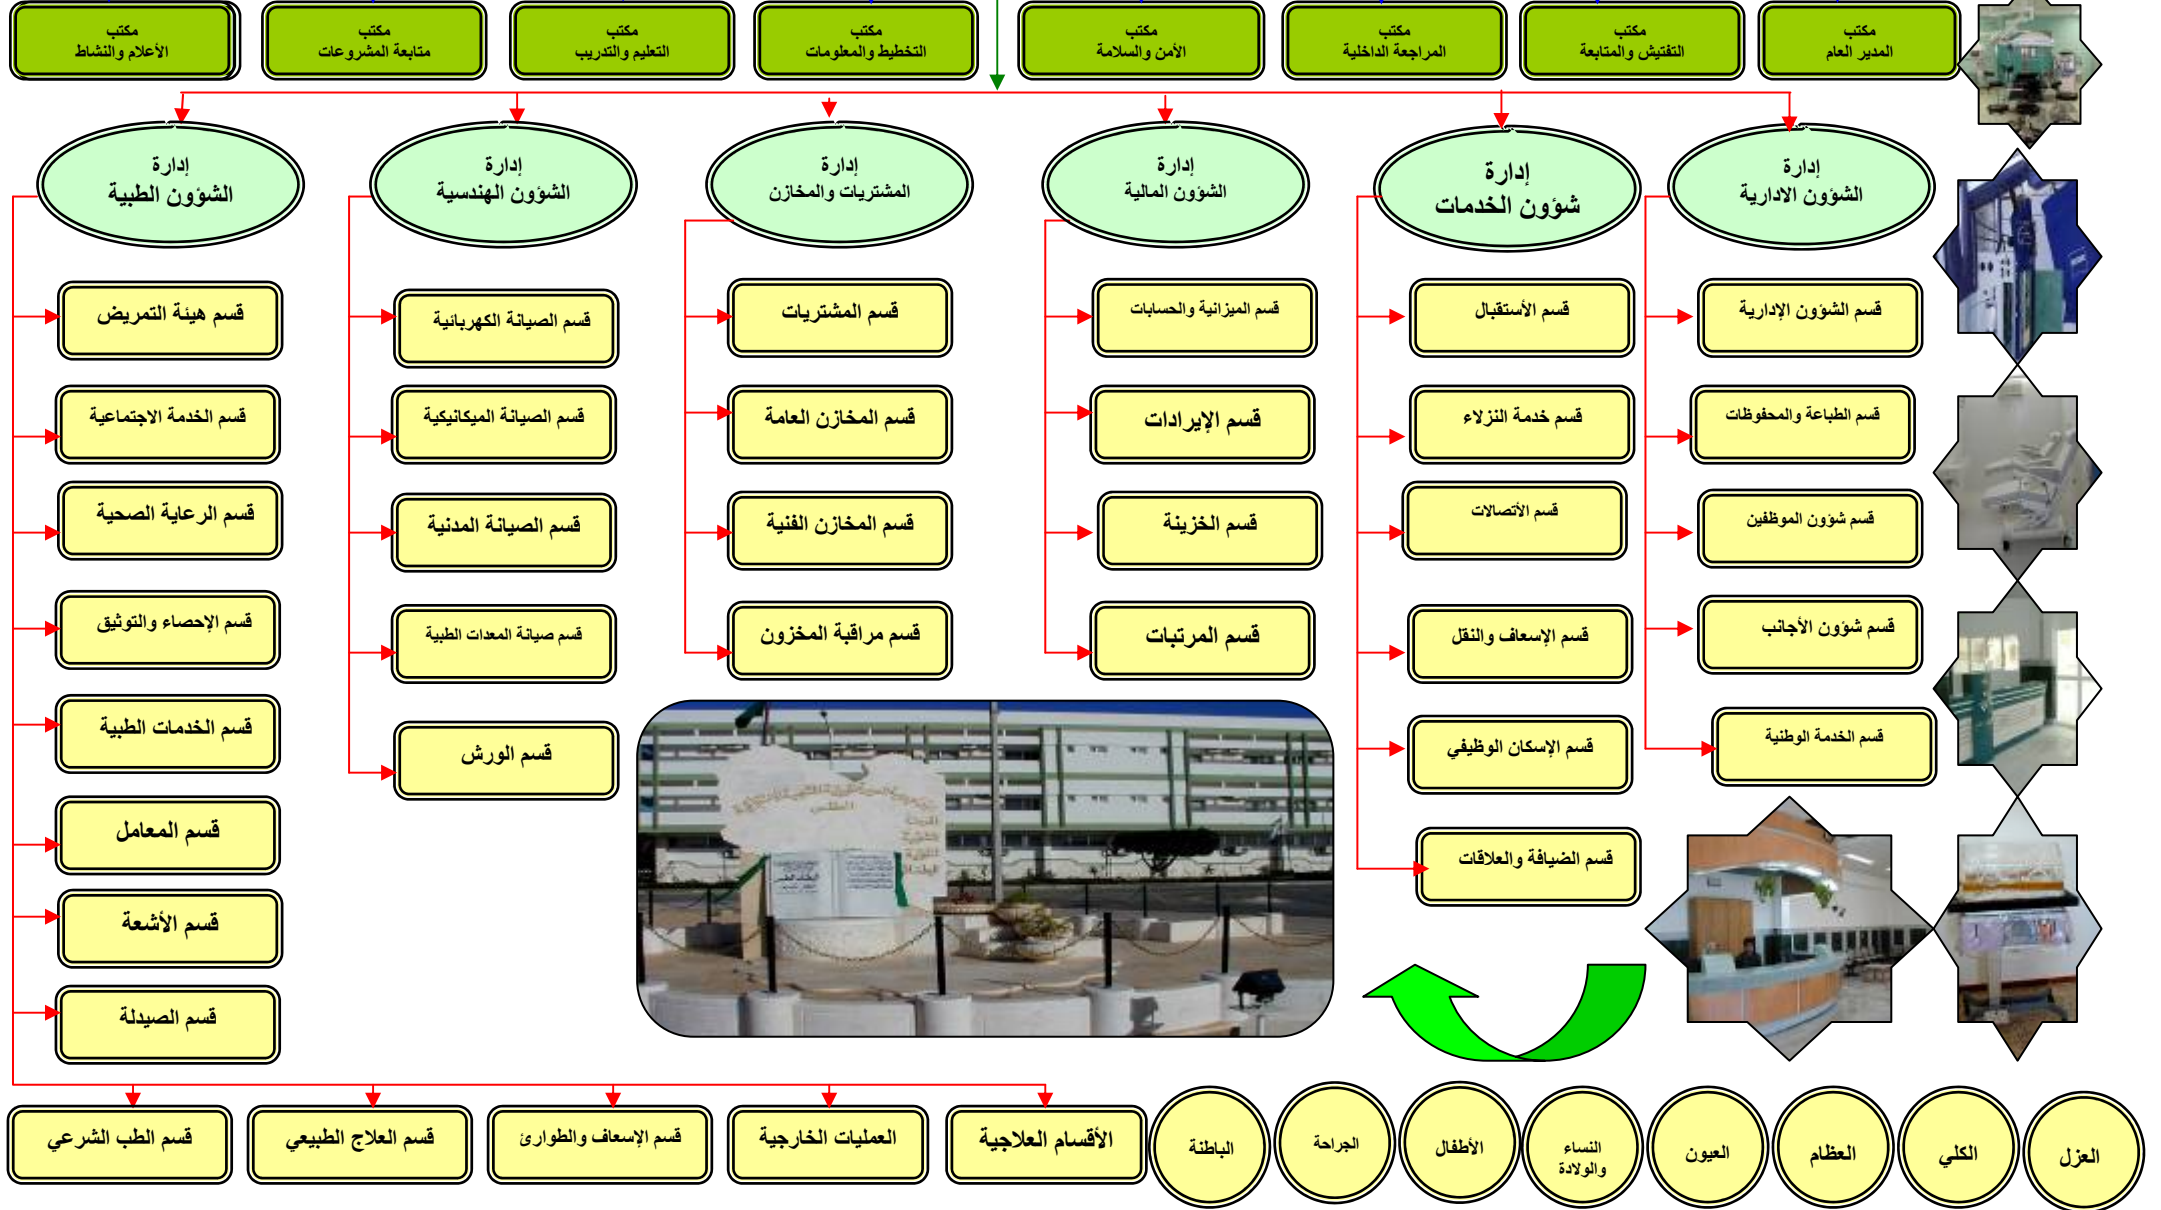 مكتب
المدير العام
مكتب
التفتيش والمتابعة
مكتب
المراجعة الداخلية
مكتب
الأمن والسلامة
مكتب
التخطيط والمعلومات
مكتب
التعليم والتدريب
مكتب
متابعة المشروعات
مكتب
الأعلام والنشاط
إدارة
الشؤون الادارية
إدارة
شؤون الخدمات
إدارة
الشؤون المالية
إدارة
المشتريات والمخازن
إدارة
الشؤون الهندسية
إدارة
الشؤون الطبية
قسم الشؤون الإدارية
قسم الطباعة والمحفوظات
قسم شؤون الموظفين
قسم شؤون الأجانب
قسم الخدمة الوطنية
قسم الأستقبال
قسم خدمة النزلاء
قسم الأتصالات
قسم الإسعاف والنقل
قسم الإسكان الوظيفي
قسم الضيافة والعلاقات
قسم الميزانية والحسابات
قسم الإيرادات
قسم الخزينة
قسم المرتبات
قسم المشتريات
قسم المخازن العامة
قسم المخازن الفنية
قسم مراقبة المخزون
قسم الصيانة الكهربائية
قسم الصيانة الميكانيكية
قسم الصيانة المدنية
قسم صيانة المعدات الطبية
قسم الورش
قسم هيئة التمريض
قسم الخدمة الاجتماعية
قسم الرعاية الصحية
قسم الإحصاء والتوثيق
قسم الخدمات الطبية
قسم المعامل
قسم الأشعة
قسم الصيدلة
العزل
الكلي
العظام
العيون
النساء
والولادة
الأطفال
الجراحة
الباطنة
الأقسام العلاجية
العمليات الخارجية
قسم الإسعاف والطوارئ
قسم العلاج الطبيعي
قسم الطب الشرعي